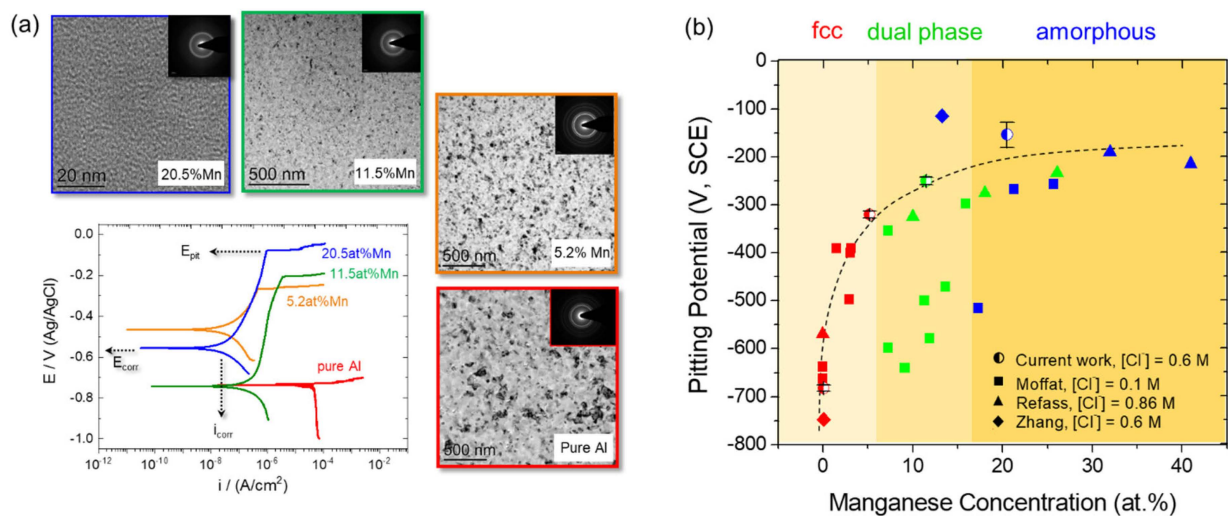 (a)
20 nm
20.5%Mn
500 nm
11.5%Mn
500 nm
5.2% Mn
500 nm
Pure Al
E / V (Ag/AgCl)
0.0
-0.2
-0.4
-0.6
-0.8
-1.0
E_pit
20.5at%Mn
11.5at%Mn
5.2at%Mn
E_corr
pure Al
i_corr
10^-12
10^-10
10^-8
10^-6
10^-4
10^-2
i / (A/cm²)
(b)
fcc
dual phase
amorphous
Pitting Potential (V, SCE)
0
-100
-200
-300
-400
-500
-600
-700
-800
Current work, [Cl^-] = 0.6 M
Moffat, [Cl^-] = 0.1 M
Refass, [Cl^-] = 0.86 M
Zhang, [Cl^-] = 0.6 M
0
10
20
30
40
Manganese Concentration (at.%)